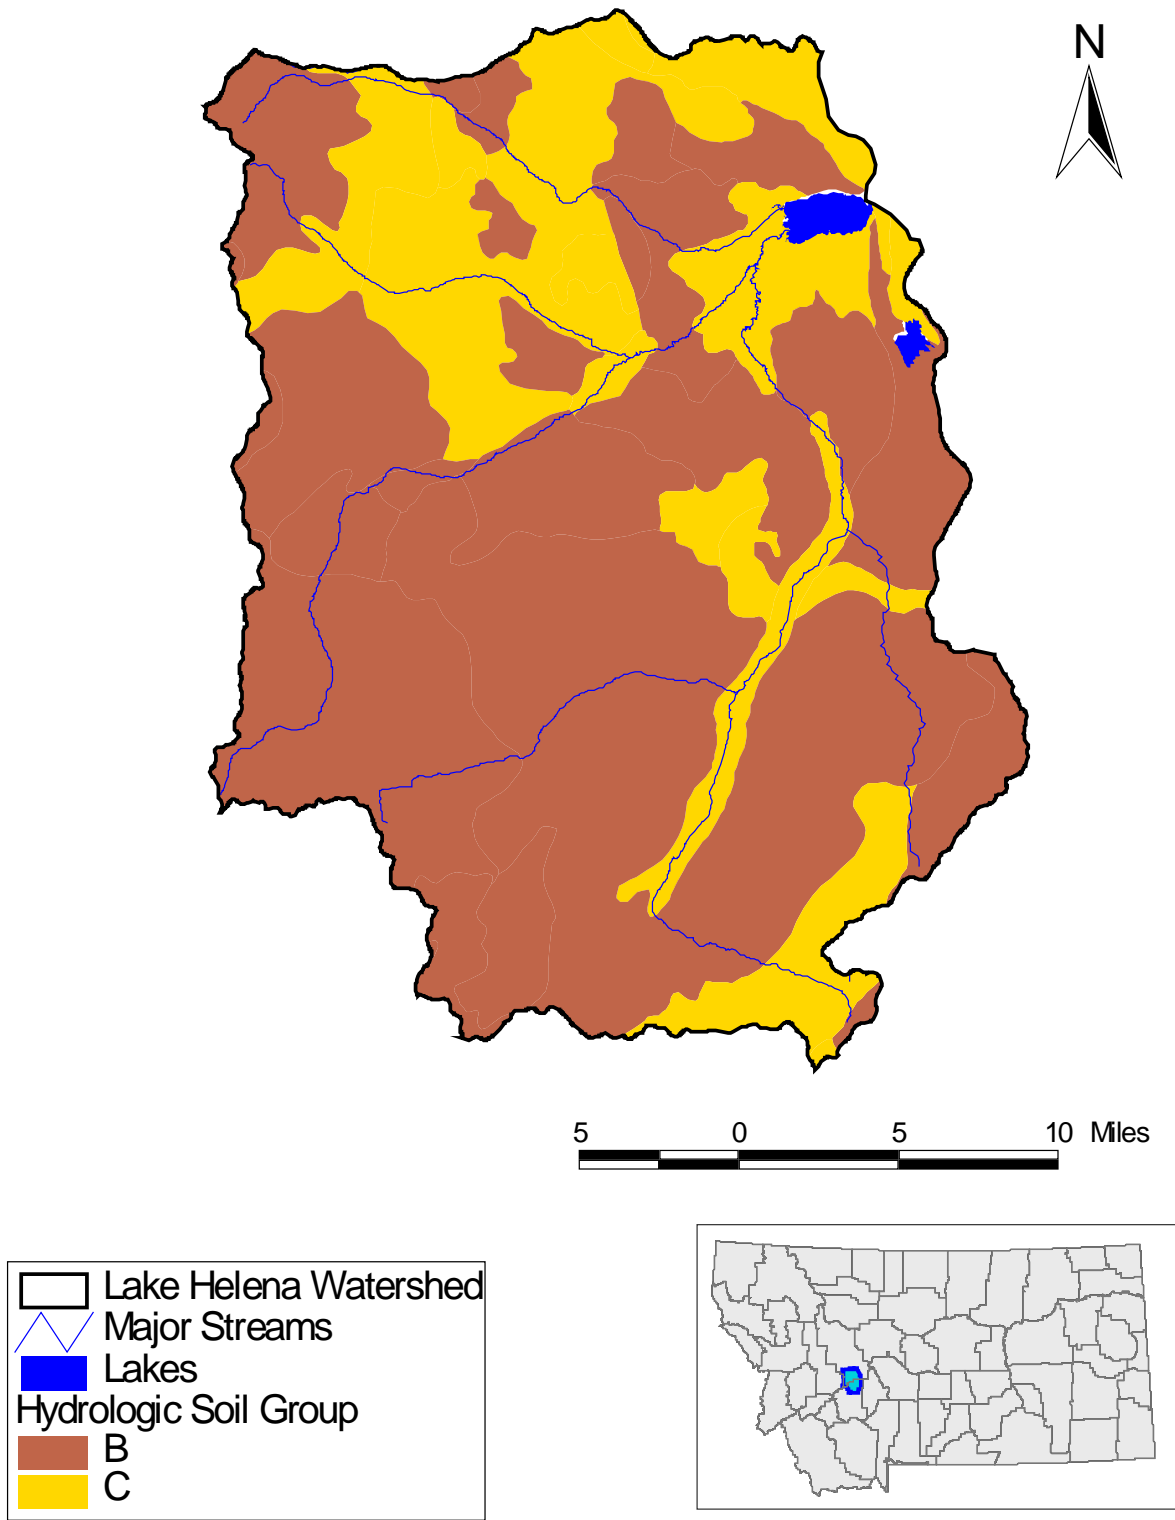 N
5 0 5 10 Miles
Lake Helena Watershed
Major Streams
Lakes
Hydrologic Soil Group
B
C